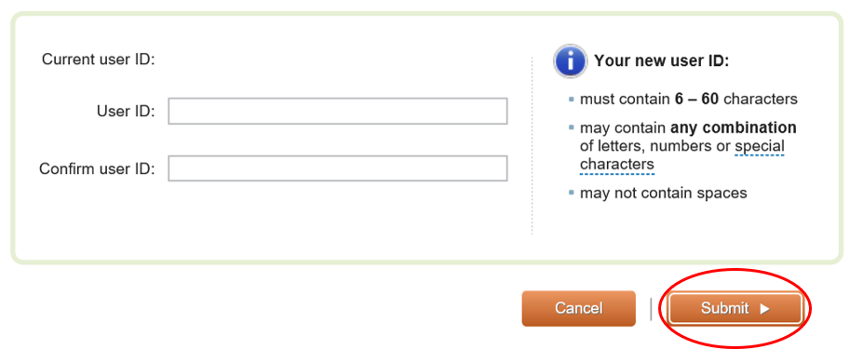 Current user ID:
User ID:
Confirm user ID:
i Your new user ID:
must contain 6 – 60 characters
may contain any combination
of letters, numbers or special
characters
may not contain spaces
Cancel | Submit